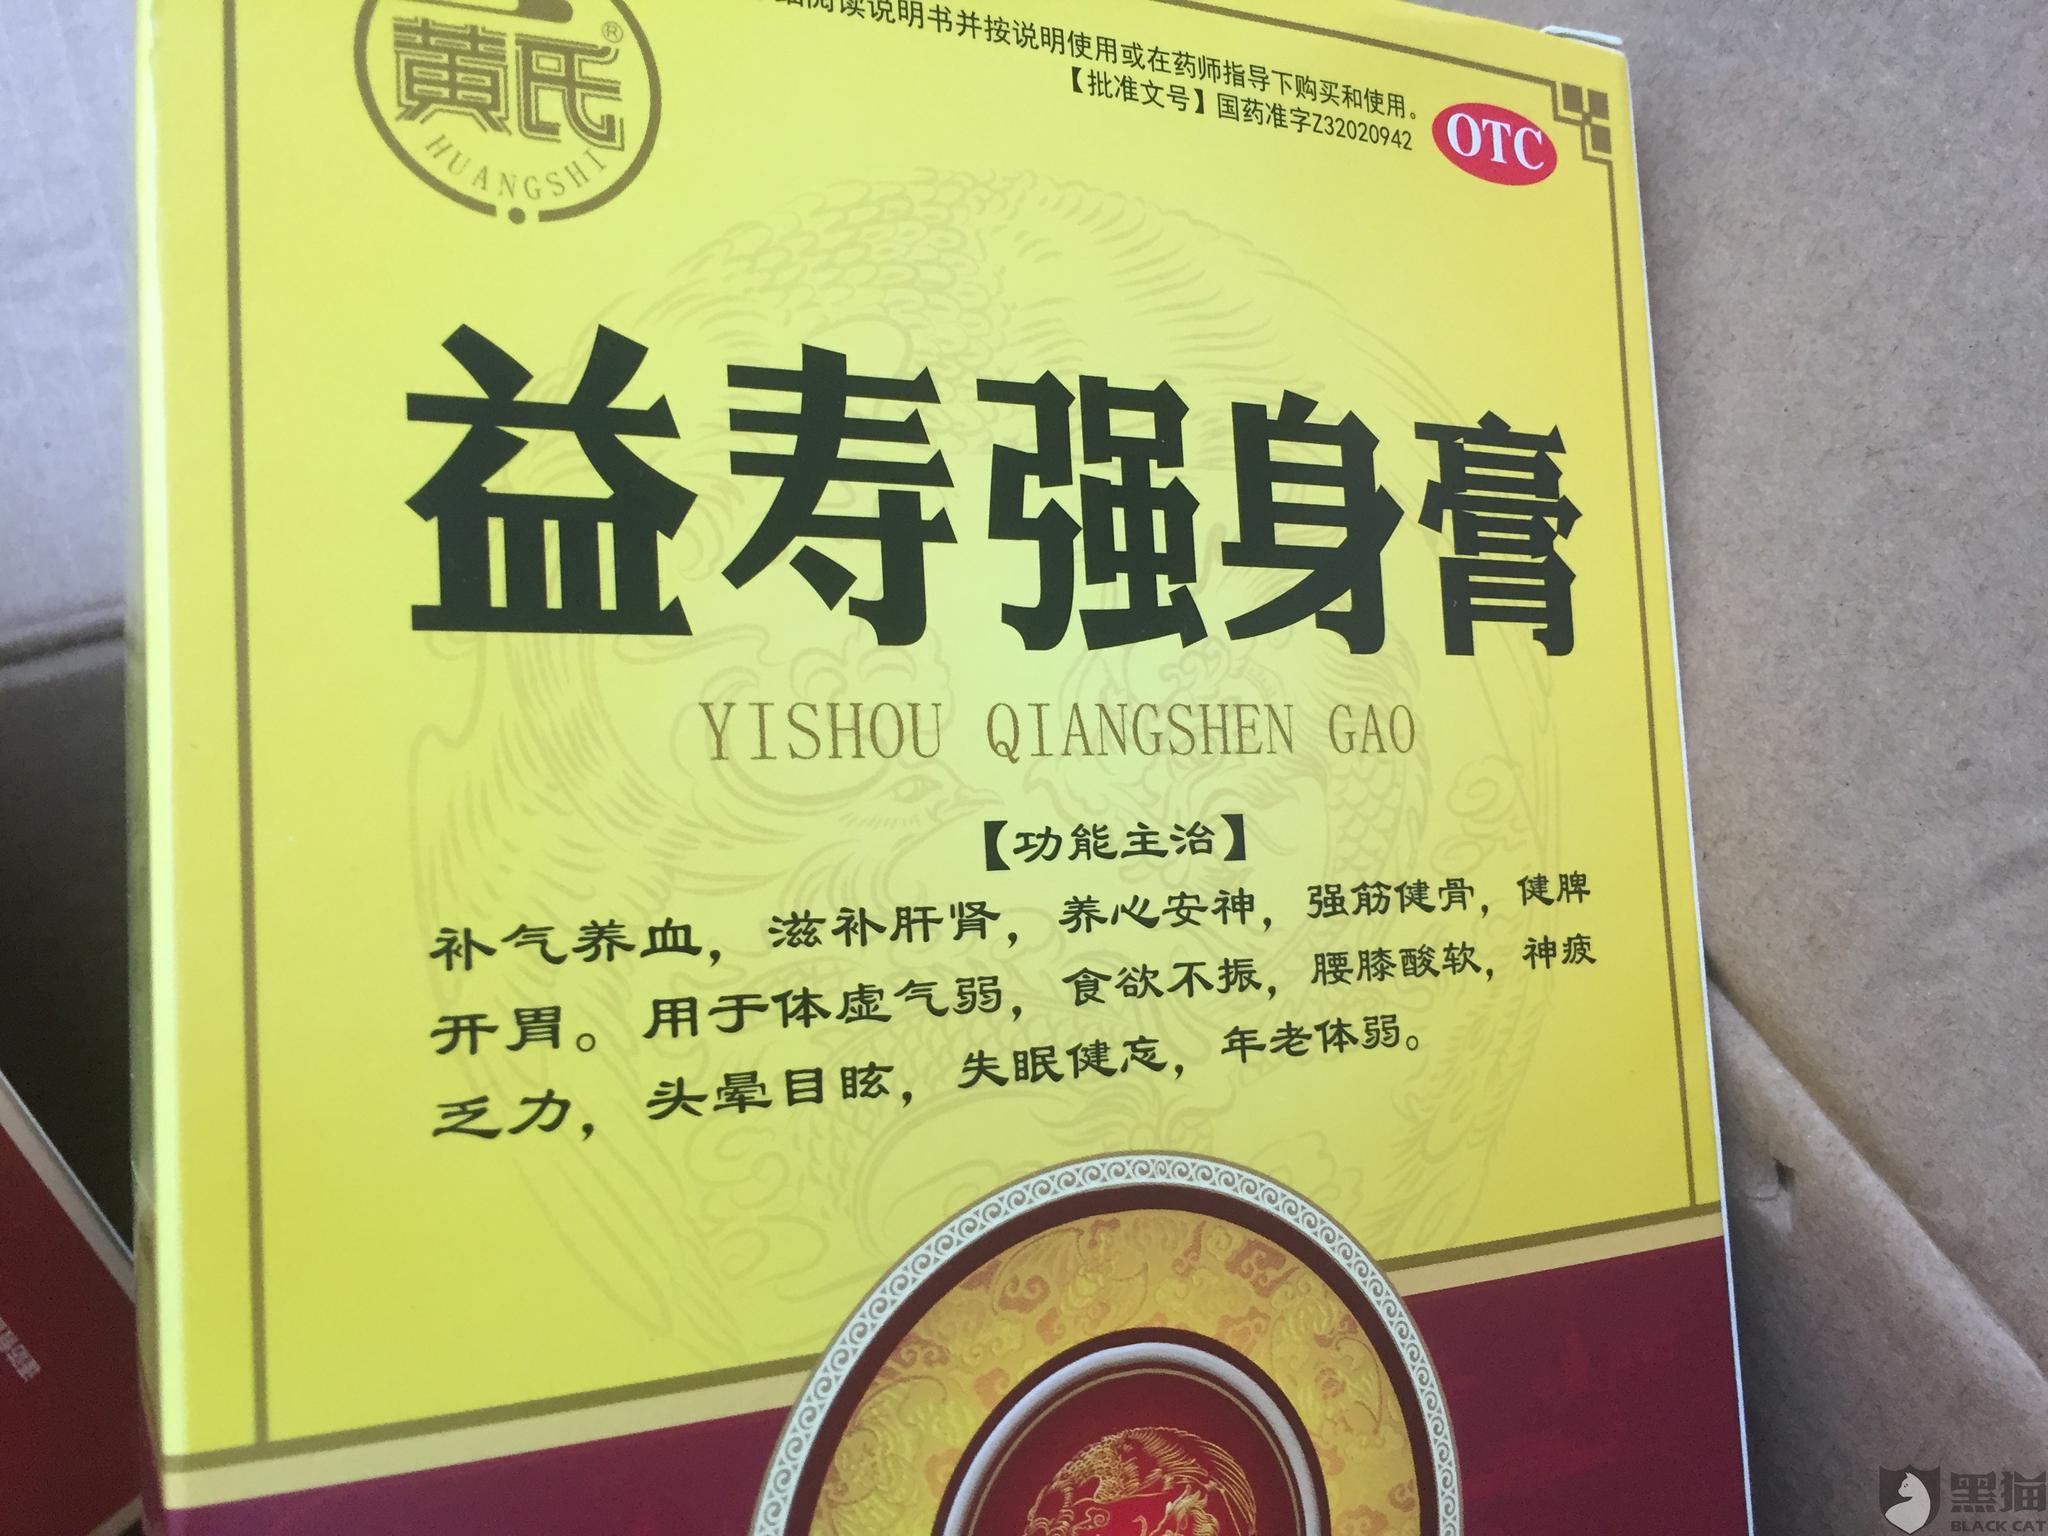 黄氏®
HUANGSHI
阅读说明书并按说明使用或在药师指导下购买和使用。
【批准文号】国药准字Z32020942
OTC
益寿强身膏
YISHOU QIANGSHEN GAO
【功能主治】
补气养血，滋补肝肾，养心安神，强筋健骨，健脾
开胃。用于体虚气弱，食欲不振，腰膝酸软，神疲
乏力，头晕目眩，失眠健忘，年老体弱。
黑猫
BLACK CAT